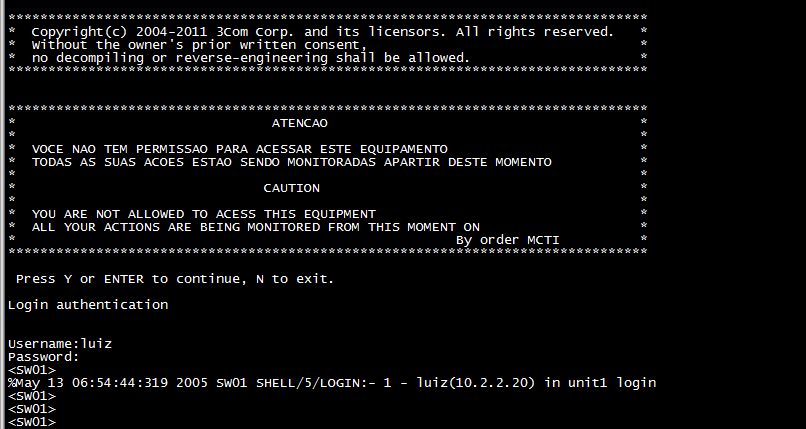 ********************************************************************************
*  Copyright(c) 2004-2011 3Com Corp. and its licensors. All rights reserved.   *
*  Without the owner's prior written consent,                                  *
*  no decompiling or reverse-engineering shall be allowed.                     *
********************************************************************************
********************************************************************************
*                                ATENCAO                                       *
*                                                                              *
*  VOCE NAO TEM PERMISSAO PARA ACESSAR ESTE EQUIPAMENTO                        *
*  TODAS AS SUAS ACOES ESTAO SENDO MONITORADAS APARTIR DESTE MOMENTO           *
*                                                                              *
*                               CAUTION                                        *
*                                                                              *
*  YOU ARE NOT ALLOWED TO ACESS THIS EQUIPMENT                                 *
*  ALL YOUR ACTIONS ARE BEING MONITORED FROM THIS MOMENT ON                    *
*                                                       By order MCTI          *
********************************************************************************
Press Y or ENTER to continue, N to exit.
Login authentication
Username:luiz
Password:
<SW01>
%May 13 06:54:44:319 2005 SW01 SHELL/5/LOGIN:- 1 - luiz(10.2.2.20) in unit1 login
<SW01>
<SW01>
<SW01>